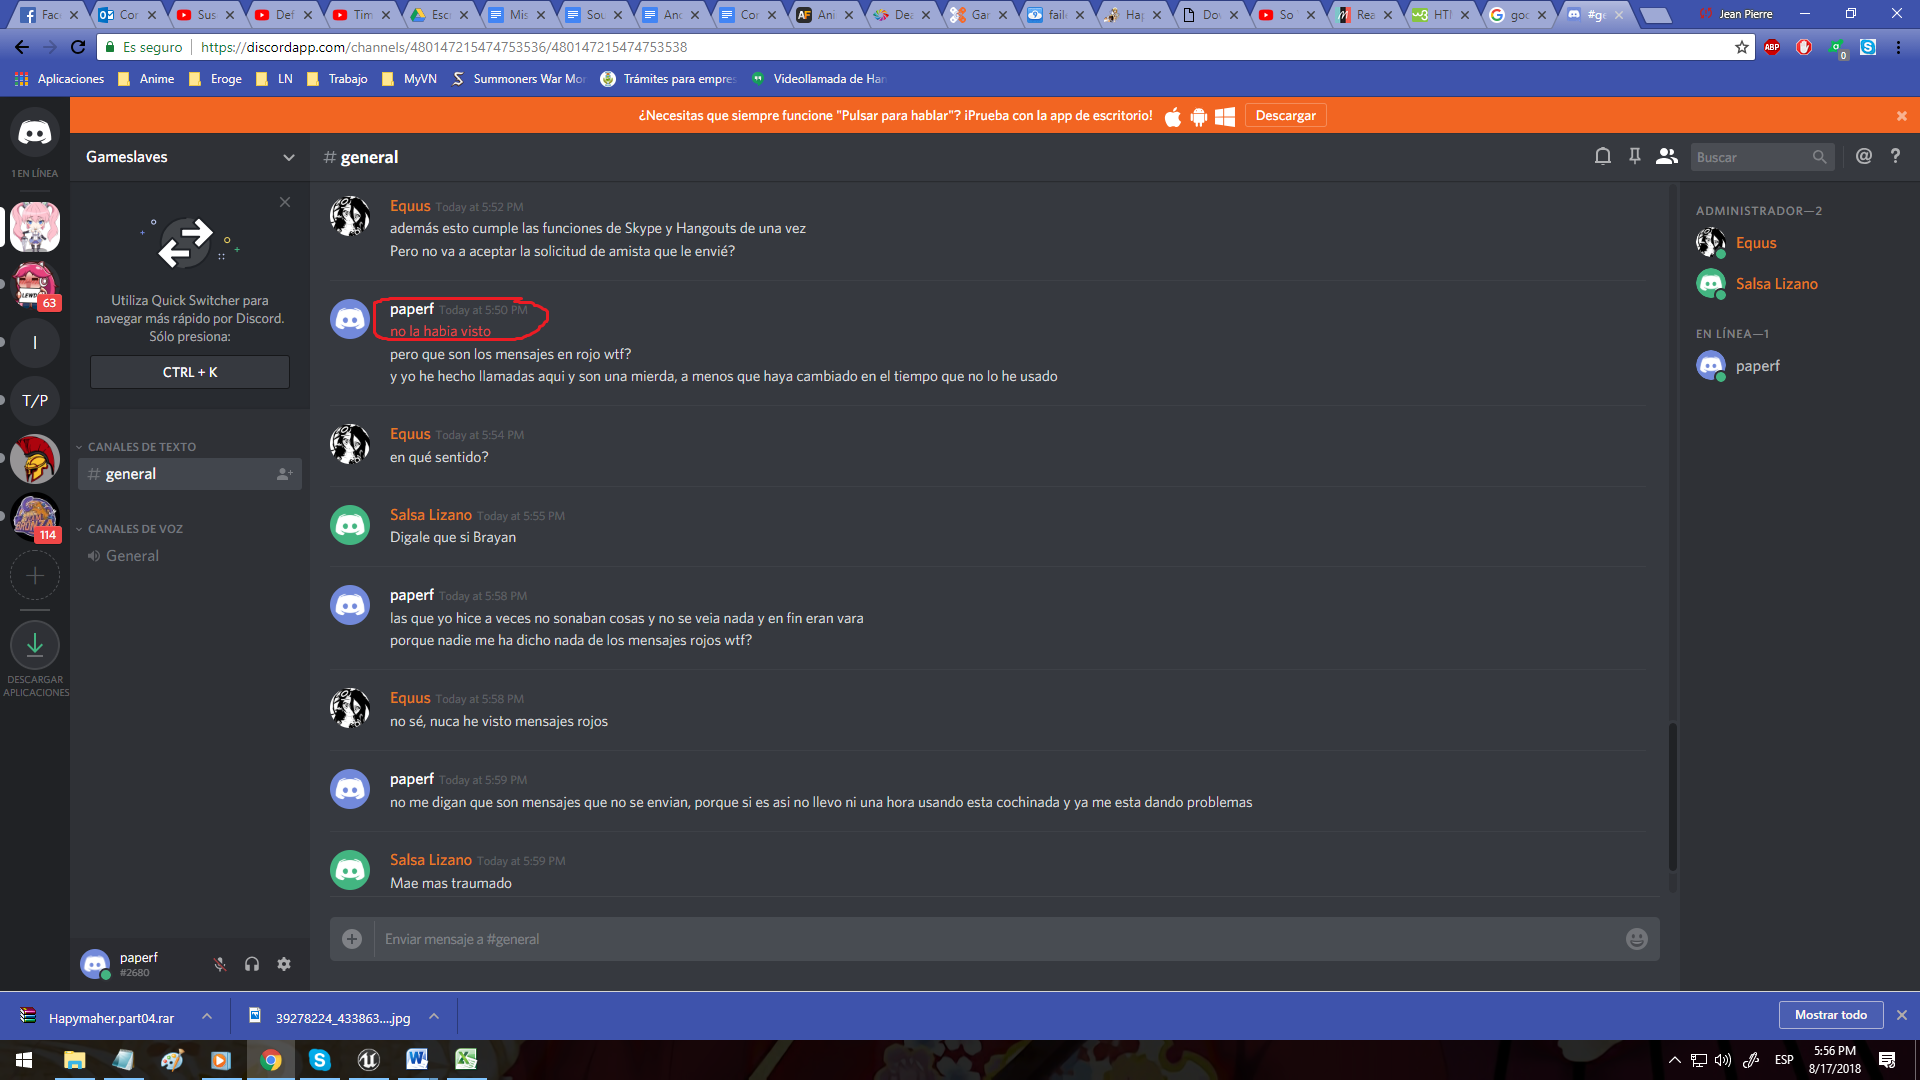 Face
Cor
Sus
Def
Tim
Escr
Mis
Sou
And
Cor
Ani
Dea
Gar
faile
Hap
Dov
So
Rea
HTI
goo
#ge
Jean Pierre
Es seguro
https://discordapp.com/channels/480147215474753536/480147215474753538
ABP
0
Aplicaciones
Anime
Eroge
LN
Trabajo
MyVN
Summoners War Mor
Trámites para empres
Videollamada de Han
¿Necesitas que siempre funcione "Pulsar para hablar"? ¡Prueba con la app de escritorio!
Descargar
1 EN LÍNEA
LEWD
63
I
T/P
114
DESCARGAR
APLICACIONES
Gameslaves
Utiliza Quick Switcher para
navegar más rápido por Discord.
Sólo presiona:
CTRL + K
CANALES DE TEXTO
# general
CANALES DE VOZ
General
paperf
#2680
# general
Buscar
@
?
Equus Today at 5:52 PM
además esto cumple las funciones de Skype y Hangouts de una vez
Pero no va a aceptar la solicitud de amista que le envié?
paperf Today at 5:50 PM
no la habia visto
pero que son los mensajes en rojo wtf?
y yo he hecho llamadas aqui y son una mierda, a menos que haya cambiado en el tiempo que no lo he usado
Equus Today at 5:54 PM
en qué sentido?
Salsa Lizano Today at 5:55 PM
Digale que si Brayan
paperf Today at 5:58 PM
las que yo hice a veces no sonaban cosas y no se veia nada y en fin eran vara
porque nadie me ha dicho nada de los mensajes rojos wtf?
Equus Today at 5:58 PM
no sé, nuca he visto mensajes rojos
paperf Today at 5:59 PM
no me digan que son mensajes que no se envian, porque si es asi no llevo ni una hora usando esta cochinada y ya me esta dando problemas
Salsa Lizano Today at 5:59 PM
Mae mas traumado
Enviar mensaje a #general
ADMINISTRADOR—2
Equus
Salsa Lizano
EN LÍNEA—1
paperf
Hapymaher.part04.rar
39278224_433863....jpg
Mostrar todo
ESP
5:56 PM
8/17/2018